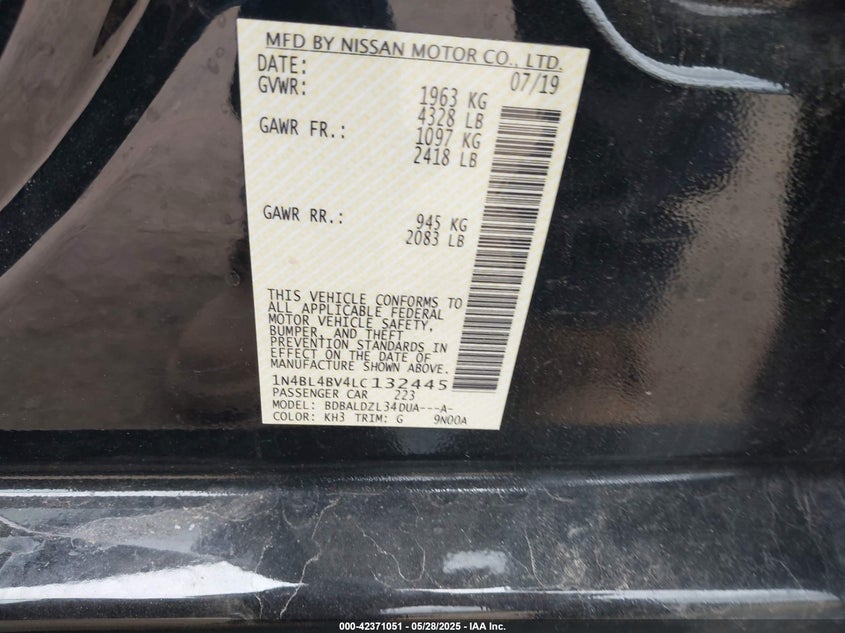 MFD BY NISSAN MOTOR CO., LTD.
DATE: 07/19
GVWR: 1963 KG
4328 LB
GAWR FR.: 1097 KG
2418 LB
GAWR RR.: 945 KG
2083 LB
THIS VEHICLE CONFORMS TO
ALL APPLICABLE FEDERAL
MOTOR VEHICLE SAFETY,
BUMPER, AND THEFT
PREVENTION STANDARDS IN
EFFECT ON THE DATE OF
MANUFACTURE SHOWN ABOVE.
1N4BL4BV4LC132445
PASSENGER CAR 223
MODEL: BDBALDZL34DUA---A-
COLOR: KH3 TRIM: G 9N00A
000-42371051 / 05/28/2025 - IAA Inc.